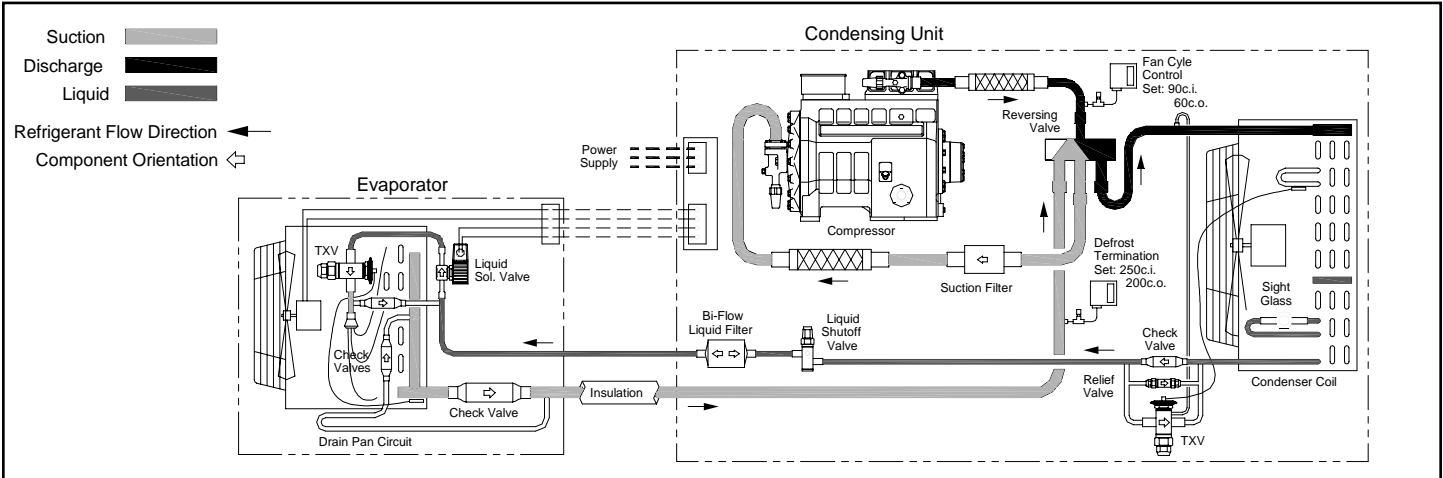 Suction
Discharge
Liquid
Refrigerant Flow Direction
Component Orientation
Condensing Unit
Fan Cyle
Control
Set: 90c.i.
60c.o.
Reversing
Valve
Power
Supply
Compressor
Evaporator
TXV
Liquid
Sol. Valve
Suction Filter
Defrost
Termination
Set: 250c.i.
200c.o.
Sight
Glass
Bi-Flow
Liquid Filter
Liquid
Shutoff
Valve
Check
Valve
Check
Valves
Relief
Valve
Condenser Coil
Check Valve
Insulation
Drain Pan Circuit
TXV